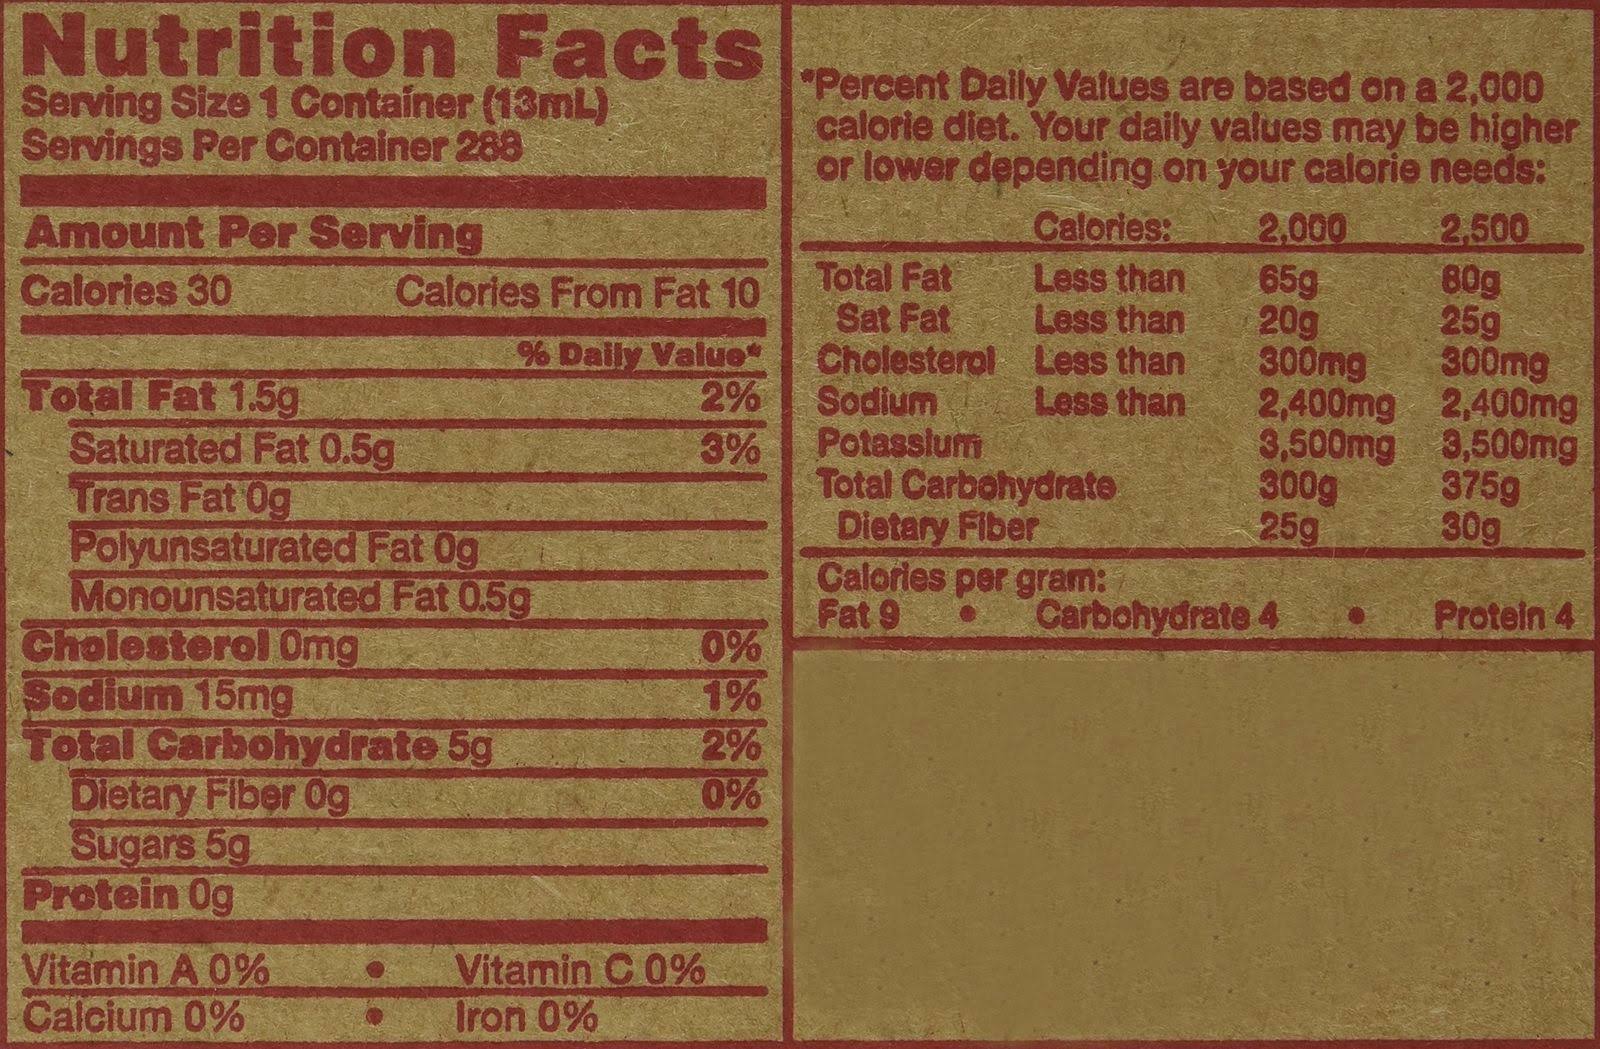 Nutrition Facts
Serving Size 1 Container (13mL)
Servings Per Container 288
Amount Per Serving
Calories 30 Calories From Fat 10
% Daily Value*
Total Fat 1.5g 2%
Saturated Fat 0.5g 3%
Trans Fat 0g
Polyunsaturated Fat 0g
Monounsaturated Fat 0.5g
Cholesterol 0mg 0%
Sodium 15mg 1%
Total Carbohydrate 5g 2%
Dietary Fiber 0g 0%
Sugars 5g
Protein 0g
Vitamin A 0% • Vitamin C 0%
Calcium 0% • Iron 0%
*Percent Daily Values are based on a 2,000
calorie diet. Your daily values may be higher
or lower depending on your calorie needs:
Calories: 2,000 2,500
Total Fat Less than 65g 80g
Sat Fat Less than 20g 25g
Cholesterol Less than 300mg 300mg
Sodium Less than 2,400mg 2,400mg
Potassium 3,500mg 3,500mg
Total Carbohydrate 300g 375g
Dietary Fiber 25g 30g
Calories per gram:
Fat 9 • Carbohydrate 4 • Protein 4